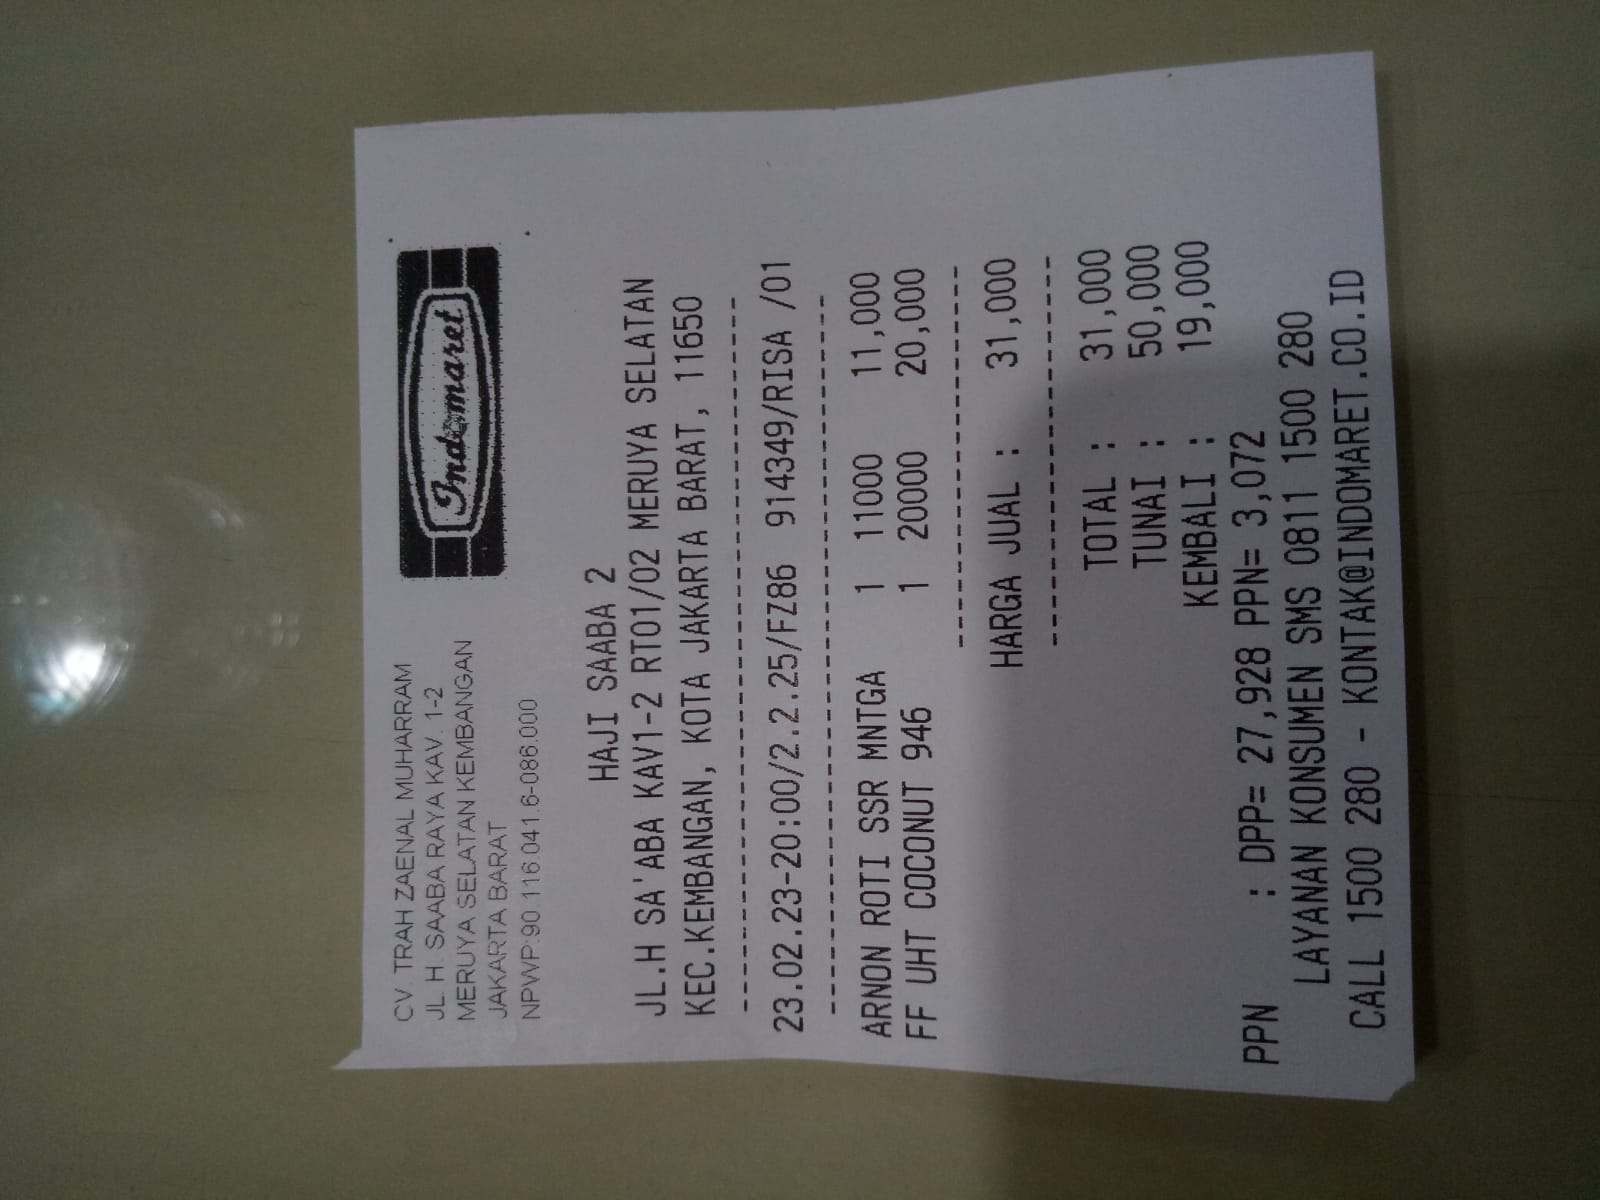 CV. TRAH ZAENAL MUHARRAM
JL. H. SAABA RAYA KAV. 1-2
MERUYA SELATAN KEMBANGAN
JAKARTA BARAT
NPWP:90.116.041.6-086.000
Indomaret
HAJI SAABA 2
JL.H SA'ABA KAV1-2 RT01/02 MERUYA SELATAN
KEC.KEMBANGAN, KOTA JAKARTA BARAT, 11650
23.02.23-20:00/2.2.25/FZ86 914349/RISA /01
ARNON ROTI SSR MNTGA 1 11000 11,000
FF UHT COCONUT 946 1 20000 20,000
HARGA JUAL : 31,000
TOTAL : 31,000
TUNAI : 50,000
KEMBALI : 19,000
PPN : DPP= 27,928 PPN= 3,072
LAYANAN KONSUMEN SMS 0811 1500 280
CALL 1500 280 - KONTAK@INDOMARET.CO.ID